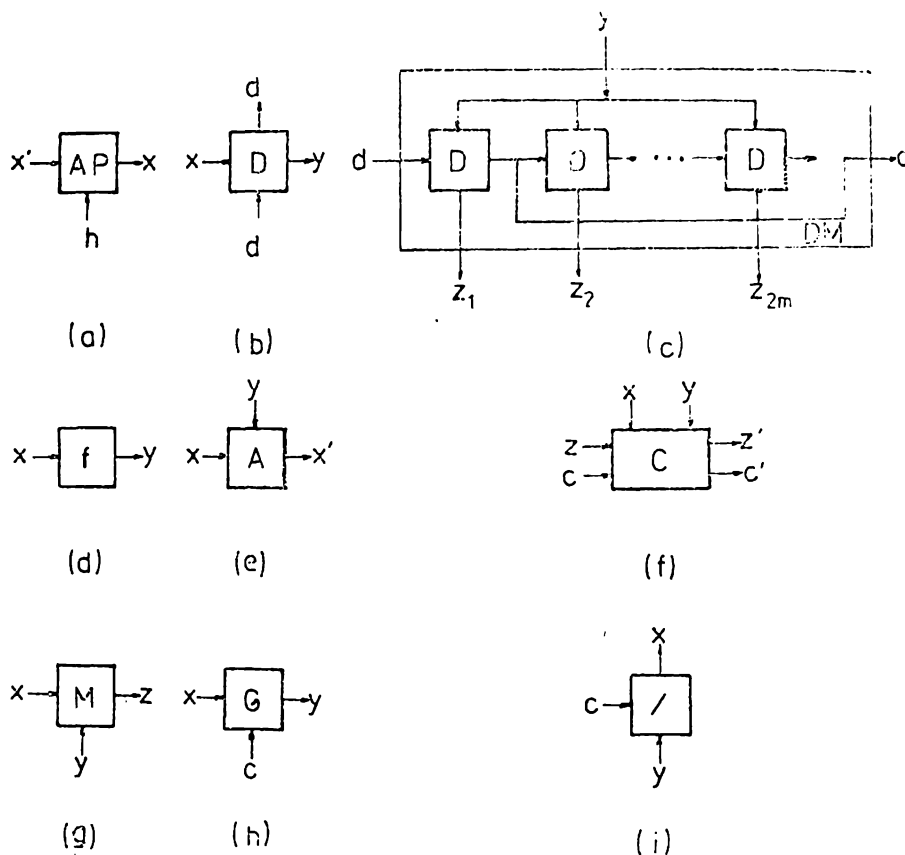 y
d
x' AP x
x D y
d D D ... D d
h
d
DM
z₁ z₂ z₂ₘ
(a) (b) (c)
y
x y
x f y
x A x'
z C z'
c c'
(d) (e) (f)
x
x M z
x G y
c /
y
c
y
(g) (h) (i)